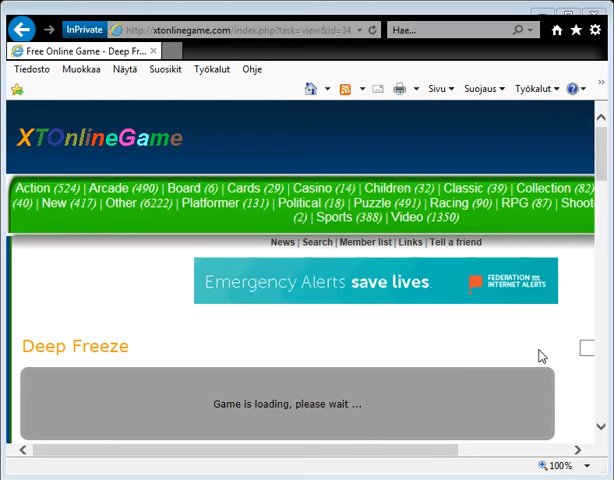 InPrivate
http://xtonlinegame.com/index.php?task=view&id=34
Hae...
Free Online Game - Deep Fr...
Tiedosto Muokkaa Näytä Suosikit Työkalut Ohje
Sivu Suojaus Työkalut
XTOnlineGame
Action (524) | Arcade (490) | Board (6) | Cards (29) | Casino (14) | Children (32) | Classic (39) | Collection (82)
(40) | New (417) | Other (6222) | Platformer (131) | Political (18) | Puzzle (491) | Racing (90) | RPG (87) | Shoot
(2) | Sports (388) | Video (1350)
News | Search | Member list | Links | Tell a friend
Emergency Alerts save lives.
FEDERATION FOR
INTERNET ALERTS
Deep Freeze
Game is loading, please wait ...
100%